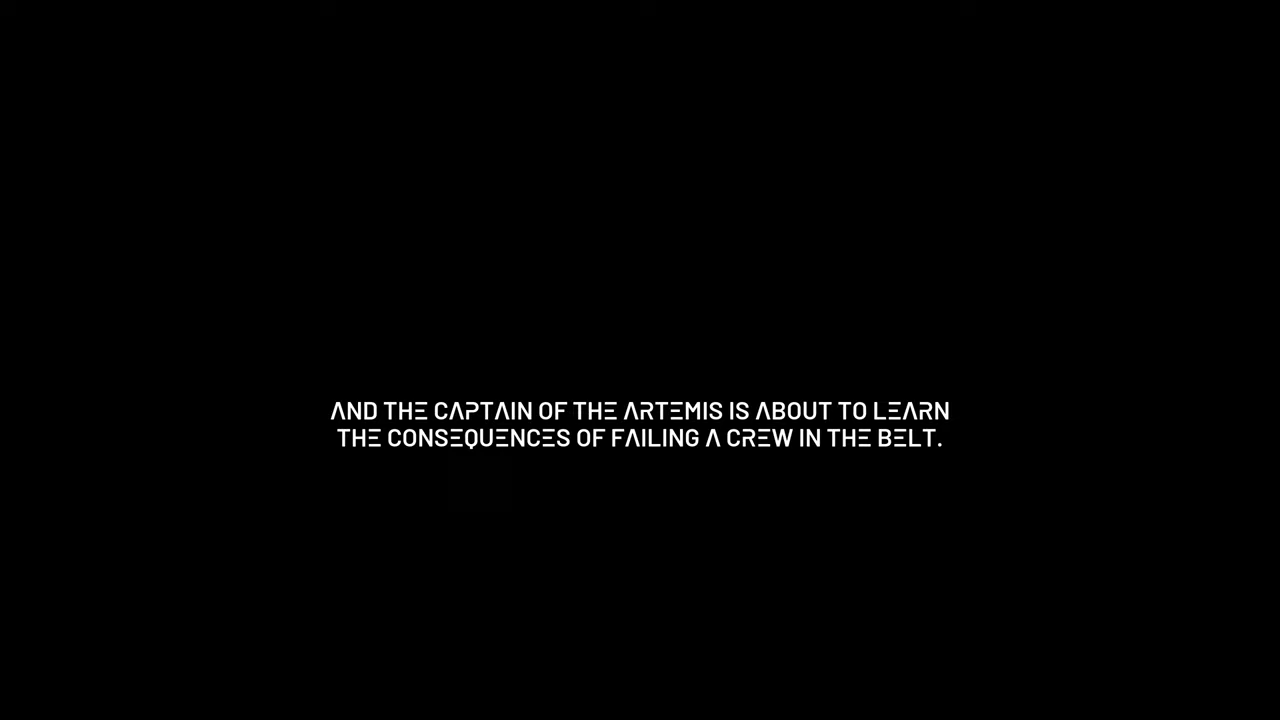 AND THE CAPTAIN OF THE ARTEMIS IS ABOUT TO LEARN
THE CONSEQUENCES OF FAILING A CREW IN THE BELT.